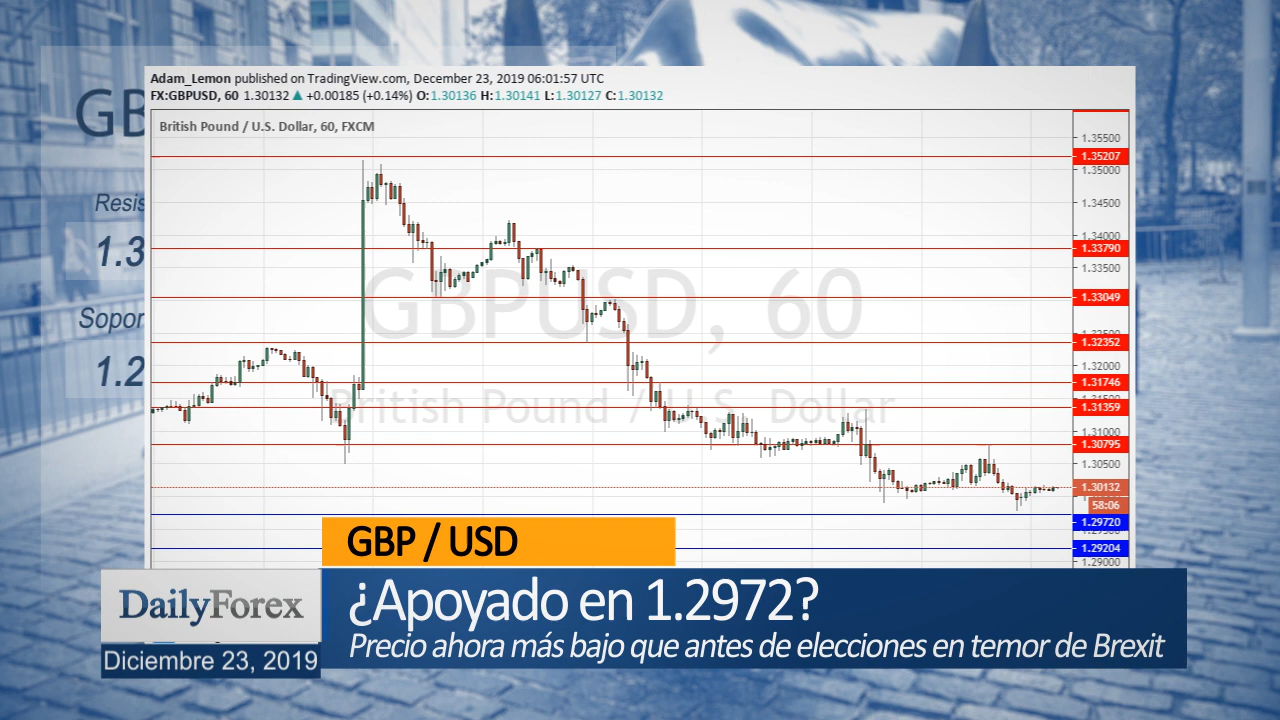 Adam_Lemon published on TradingView.com, December 23, 2019 06:01:57 UTC
FX:GBPUSD, 60 1.30132 ▲ +0.00185 (+0.14%) O:1.30136 H:1.30141 L:1.30127 C:1.30132
GB
British Pound / U.S. Dollar, 60, FXCM
1.35500
1.35207
1.35000
1.34500
Resis
1.34000
1.3
1.33790
1.33500
GBPUSD, 60
1.33049
Sopor
1.32500
1.32352
1.32000
1.2
1.31746
1.31500
British Pound / U.S. Dollar
1.31359
1.31000
1.30795
1.30500
1.30132
58:06
1.29720
1.29204
1.29000
GBP / USD
¿Apoyado en 1.2972?
Precio ahora más bajo que antes de elecciones en temor de Brexit
DailyForex
Diciembre 23, 2019